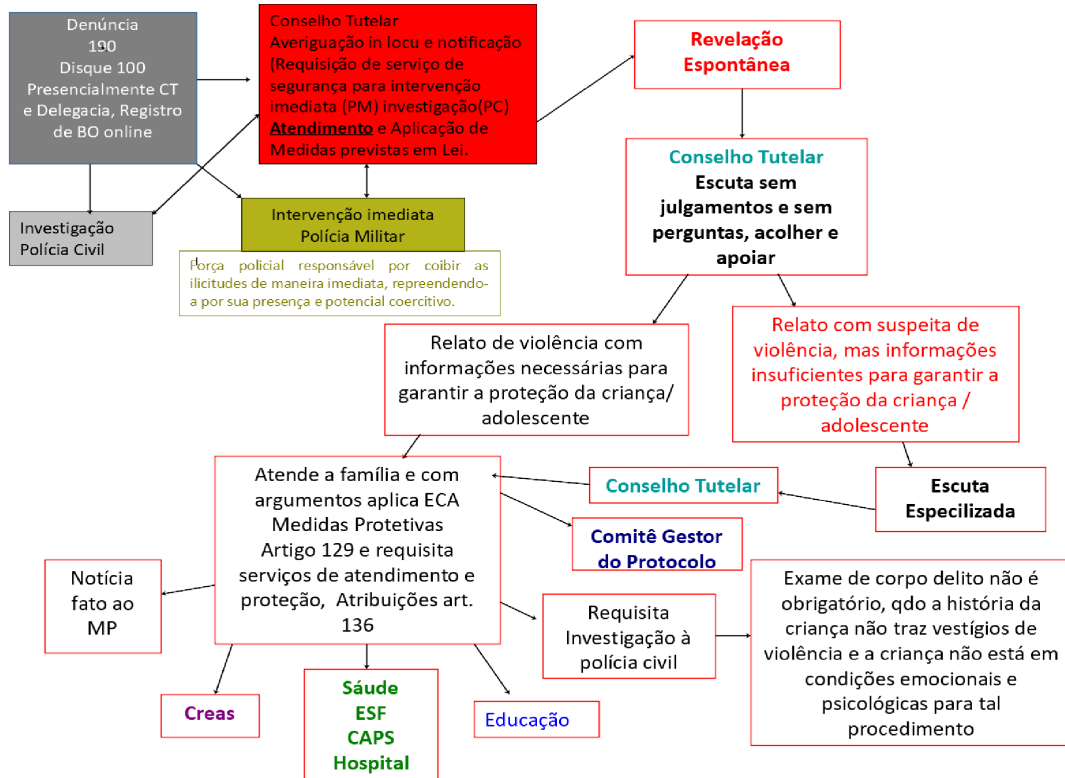 Denúncia
190
Disque 100
Presencialmente CT
e Delegacia, Registro
de BO online
Conselho Tutelar
Averiguação in locu e notificação
(Requisição de serviço de
segurança para intervenção
imediata (PM) investigação(PC)
Atendimento e Aplicação de
Medidas previstas em Lei.
Revelação
Espontânea
Investigação
Polícia Civil
Intervenção imediata
Polícia Militar
Força policial responsável por coibir as
ilicitudes de maneira imediata, repreendendo-
a por sua presença e potencial coercitivo.
Conselho Tutelar
Escuta sem
julgamentos e sem
perguntas, acolher e
apoiar
Relato de violência com
informações necessárias para
garantir a proteção da criança/
adolescente
Relato com suspeita de
violência, mas informações
insuficientes para garantir a
proteção da criança /
adolescente
Atende a família e com
argumentos aplica ECA
Medidas Protetivas
Artigo 129 e requisita
serviços de atendimento e
proteção, Atribuições art.
136
Conselho Tutelar
Escuta
Especilizada
Comitê Gestor
do Protocolo
Notícia
fato ao
MP
Requisita
Investigação à
polícia civil
Exame de corpo delito não é
obrigatório, qdo a história da
criança não traz vestígios de
violência e a criança não está em
condições emocionais e
psicológicas para tal
procedimento
Creas
Sáude
ESF
CAPS
Hospital
Educação